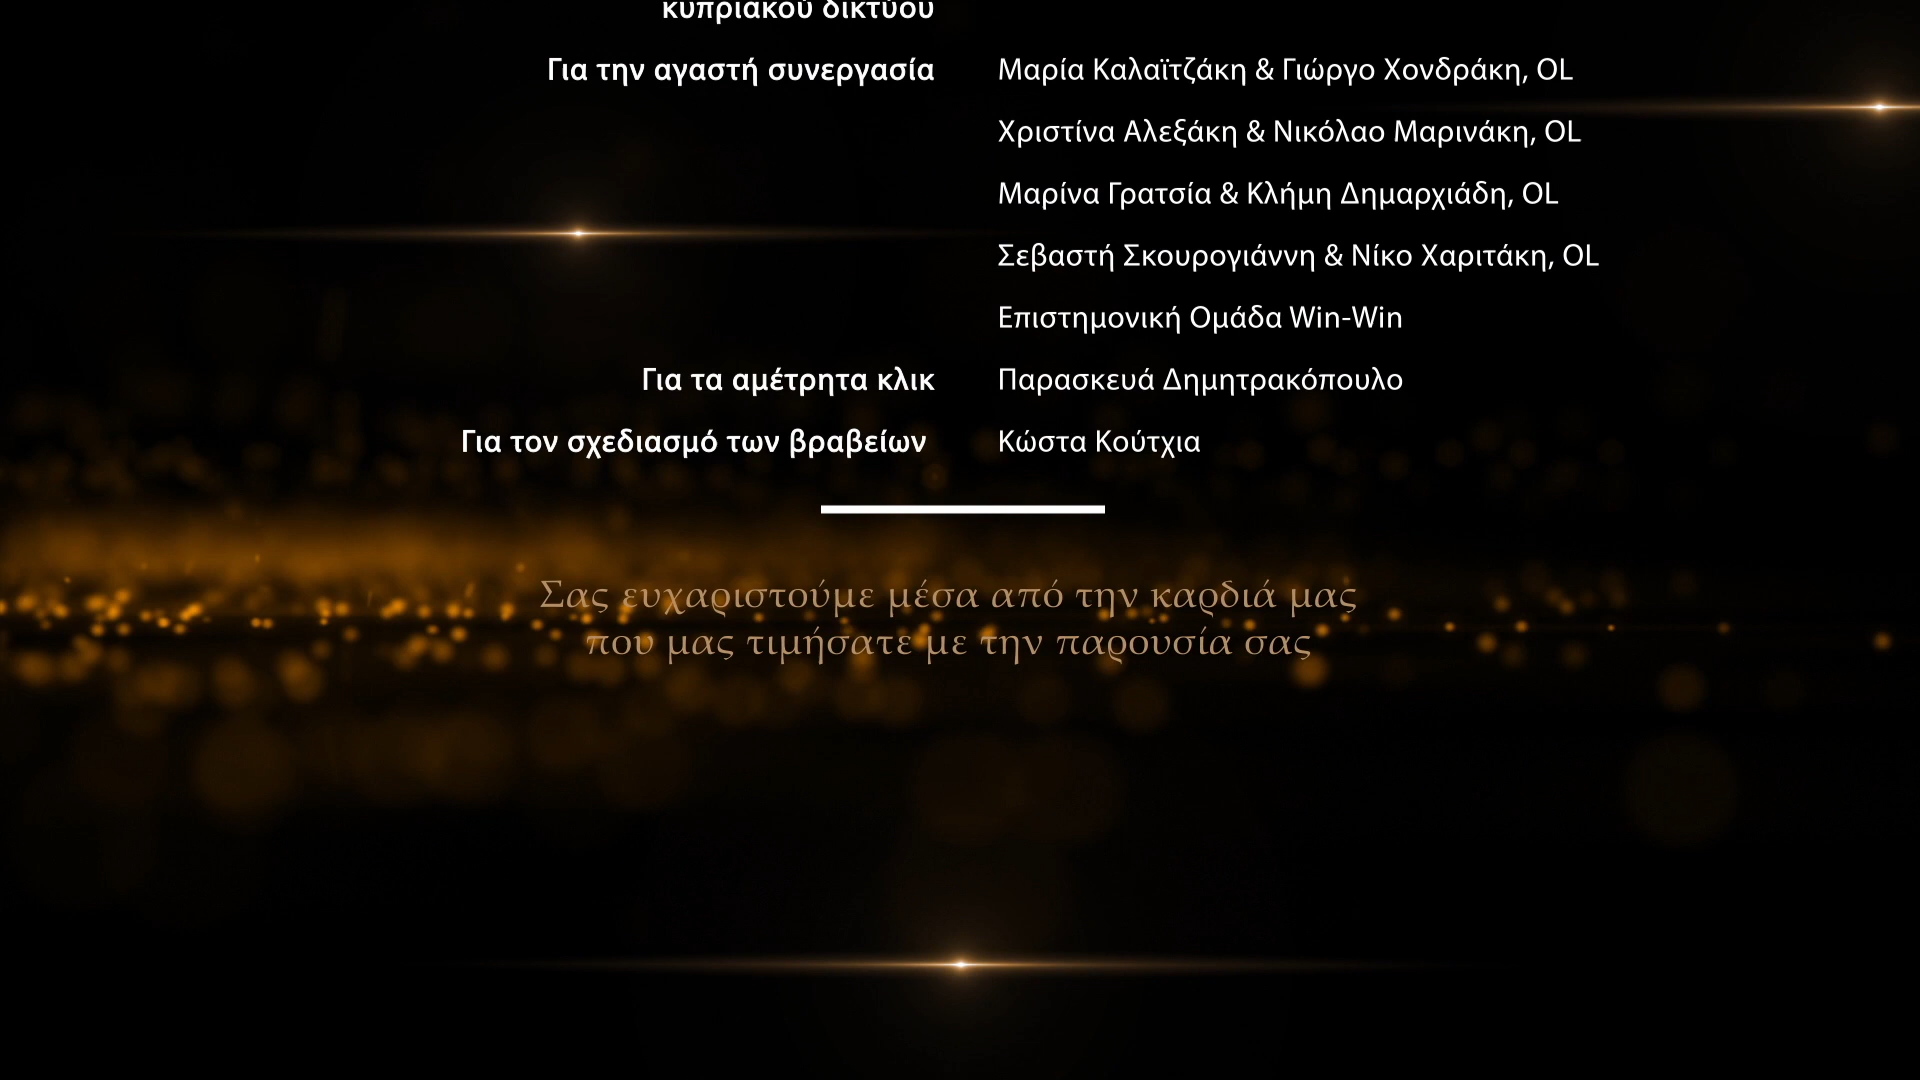 κυπριακού δικτύου
Για την αγαστή συνεργασία Μαρία Καλαϊτζάκη & Γιώργο Χονδράκη, OL
Χριστίνα Αλεξάκη & Νικόλαο Μαρινάκη, OL
Μαρίνα Γρατσία & Κλήμη Δημαρχιάδη, OL
Σεβαστή Σκουρογιάννη & Νίκο Χαριτάκη, OL
Επιστημονική Ομάδα Win-Win
Για τα αμέτρητα κλικ Παρασκευά Δημητρακόπουλο
Για τον σχεδιασμό των βραβείων Κώστα Κούτχια
Σας ευχαριστούμε μέσα από την καρδιά μας
που μας τιμήσατε με την παρουσία σας